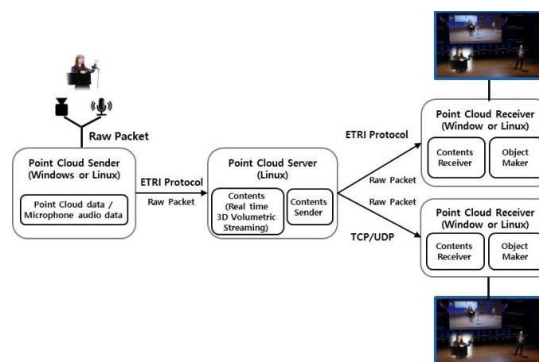 Raw Packet
Point Cloud Sender
(Windows or Linux)
Point Cloud data /
Microphone audio data
ETRI Protocol
Raw Packet
Point Cloud Server
(Linux)
Contents
(Real time
3D Volumetric
Streaming)
Contents
Sender
ETRI Protocol
Raw Packet
Raw Packet
TCP/UDP
Point Cloud Receiver
(Window or Linux)
Contents
Receiver
Object
Maker
Point Cloud Receiver
(Window or Linux)
Contents
Receiver
Object
Maker